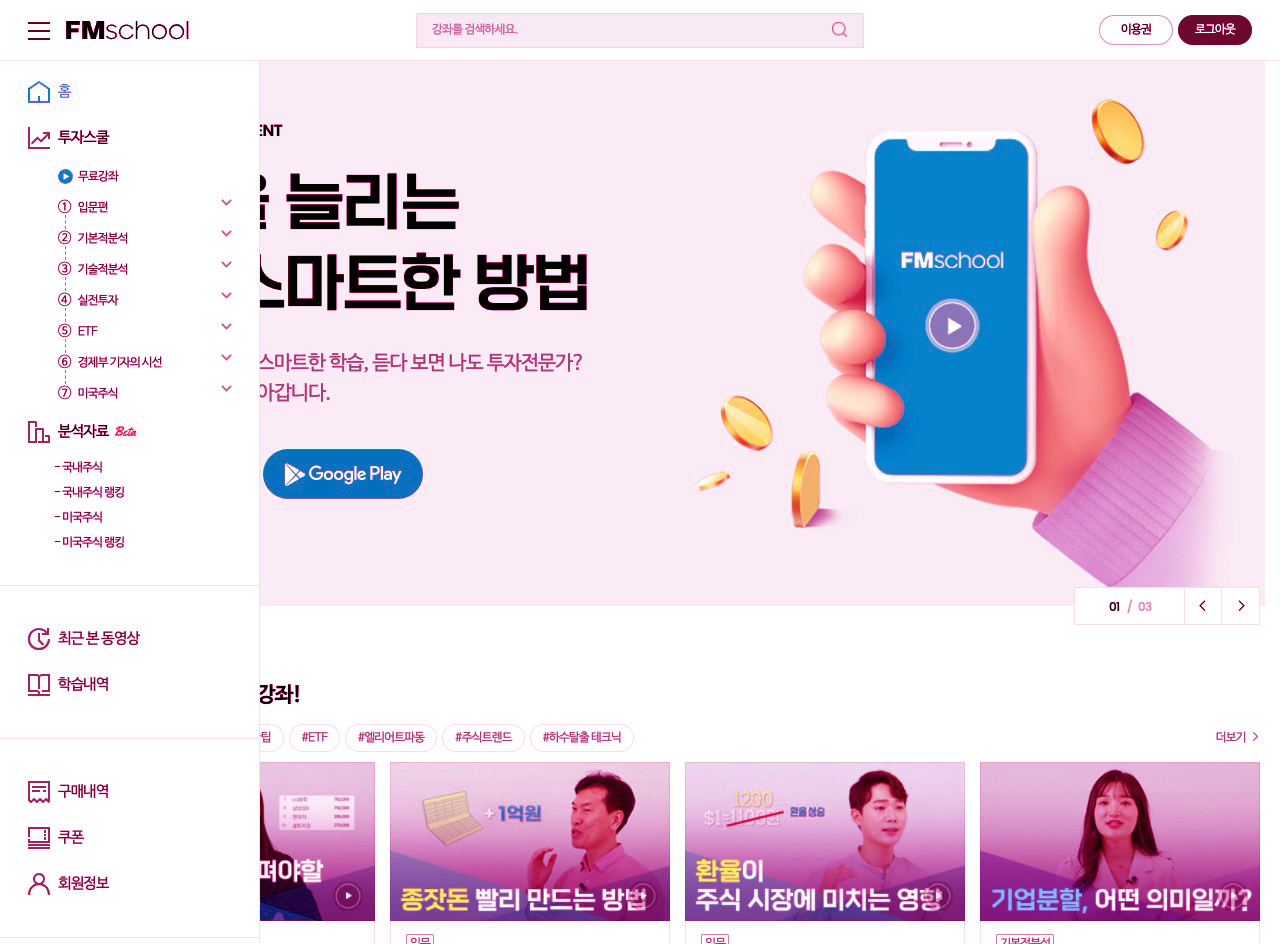 FMschool
강좌를 검색하세요.
이용권
로그아웃
홈
투자스쿨
무료강좌
① 입문편
② 기본적분석
③ 기술적분석
④ 실전투자
⑤ ETF
⑥ 경제부 기자의 시선
⑦ 미국주식
분석자료 Beta
- 국내주식
- 국내주식 랭킹
- 미국주식
- 미국주식 랭킹
최근 본 동영상
학습내역
구매내역
쿠폰
회원정보
ENT
을 늘리는
스마트한 방법
스마트한 학습, 듣다 보면 나도 투자전문가?
아갑니다.
Google Play
FMschool
01 / 03
강좌!
팁
#ETF
#엘리어트파동
#주식트렌드
#하수탈출 테크닉
더보기
펴야할
+ 1억원
종잣돈 빨리 만드는 방법
1200
$1=1100원
환율 상승
환율이
주식 시장에 미치는 영향
기업분할, 어떤 의미일까?
입문
입문
기본적분석